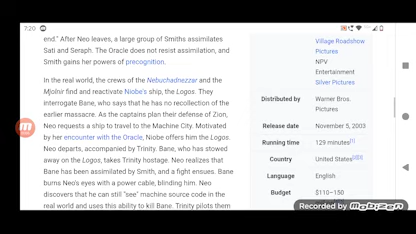 7:20
end." After Neo leaves, a large group of Smiths assimilates
Sati and Seraph. The Oracle does not resist assimilation, and
Smith gains her powers of precognition.
In the real world, the crews of the Nebuchadnezzar and the
Mjolnir find and reactivate Niobe's ship, the Logos. They
interrogate Bane, who says that he has no recollection of the
earlier massacre. As the captains plan their defense of Zion,
Neo requests a ship to travel to the Machine City. Motivated
by her encounter with the Oracle, Niobe offers him the Logos.
Neo departs, accompanied by Trinity. Bane, who has stowed
away on the Logos, takes Trinity hostage. Neo realizes that
Bane has been assimilated by Smith, and a fight ensues. Bane
burns Neo's eyes with a power cable, blinding him. Neo
discovers that he can still "see" machine source code in the
real world and uses this ability to kill Bane. Trinity pilots them
Village Roadshow
Pictures
NPV
Entertainment
Silver Pictures
Distributed by Warner Bros.
Pictures
Release date November 5, 2003
Running time 129 minutes[1]
Country United States
Language English
Budget $110–150
Recorded by Mobizen